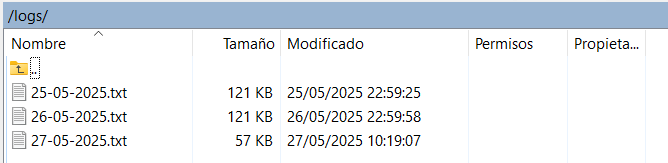 /logs/
Nombre Tamaño Modificado Permisos Propieta...
..
25-05-2025.txt 121 KB 25/05/2025 22:59:25
26-05-2025.txt 121 KB 26/05/2025 22:59:58
27-05-2025.txt 57 KB 27/05/2025 10:19:07